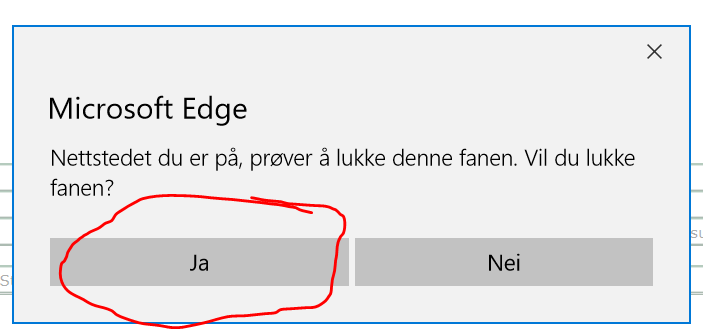 Microsoft Edge
Nettstedet du er på, prøver å lukke denne fanen. Vil du lukke
fanen?
Ja
Nei